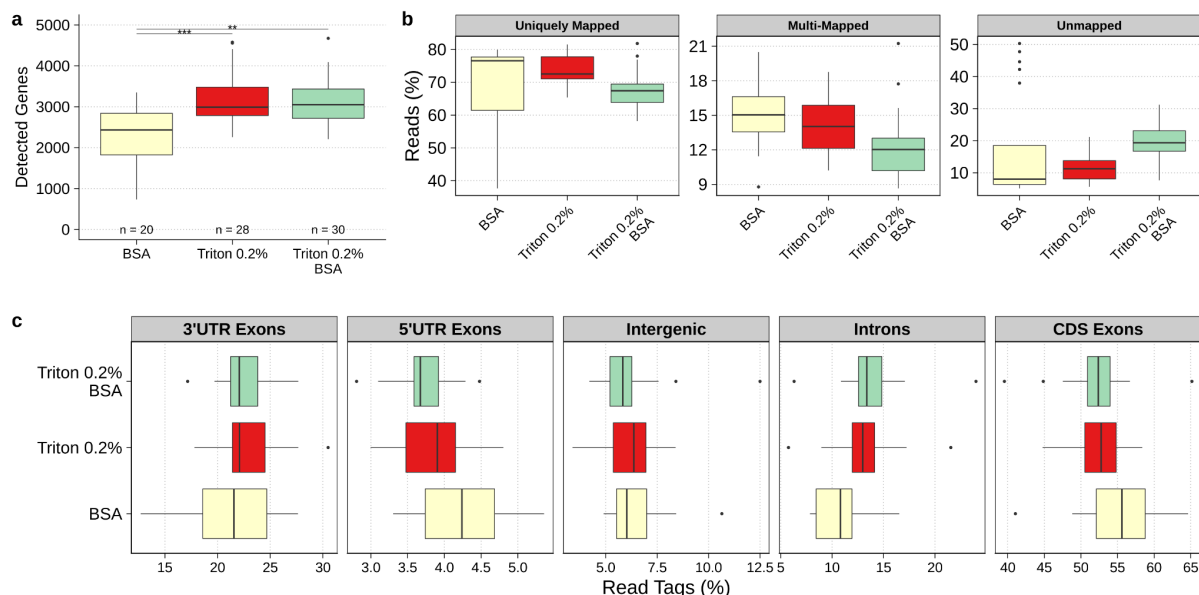 a
Detected Genes
5000
4000
3000
2000
1000
0
***
**
n = 20
n = 28
n = 30
BSA
Triton 0.2%
Triton 0.2%
BSA
b
Reads (%)
Uniquely Mapped
80
70
60
50
40
BSA
Triton 0.2%
Triton 0.2%
BSA
Multi-Mapped
21
18
15
12
9
BSA
Triton 0.2%
Triton 0.2%
BSA
Unmapped
50
40
30
20
10
BSA
Triton 0.2%
Triton 0.2%
BSA
c
3'UTR Exons
5'UTR Exons
Intergenic
Introns
CDS Exons
Triton 0.2%
BSA
Triton 0.2%
BSA
15 20 25 30
3.0 3.5 4.0 4.5 5.0
5.0 7.5 10.0 12.5
5 10 15 20
40 45 50 55 60 65
Read Tags (%)